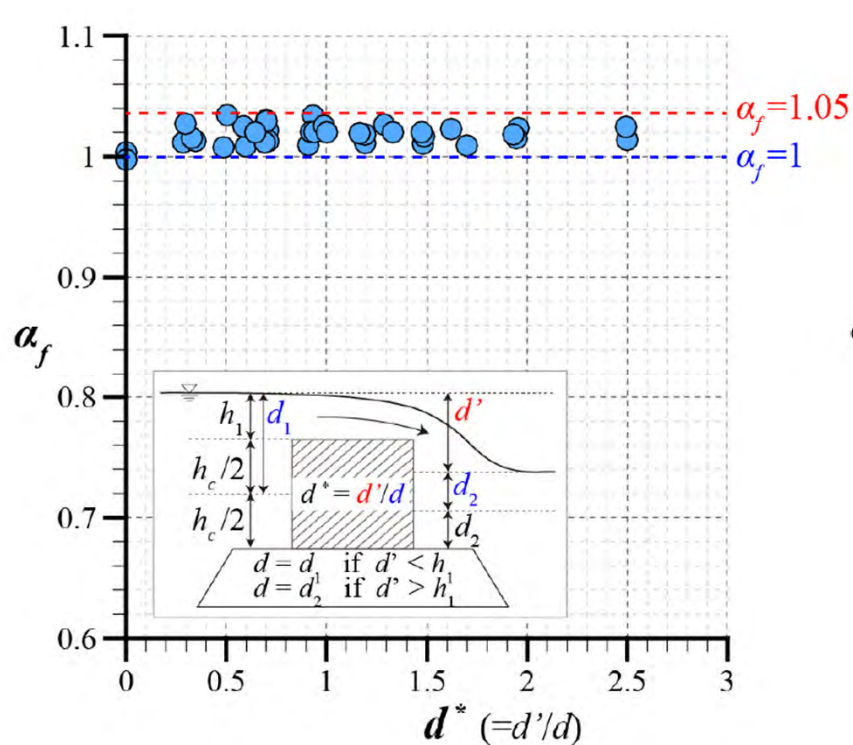 1.1
1
0.9
0.8
0.7
0.6
α_f
α_f=1.05
α_f=1
h_1
d_1
h_c/2
h_c/2
d*=d'/d
d'
d_2
d_2
d = d_1 if d' < h_1
d = d_2 if d' > h_1
0 0.5 1 1.5 2 2.5 3
d* (=d'/d)